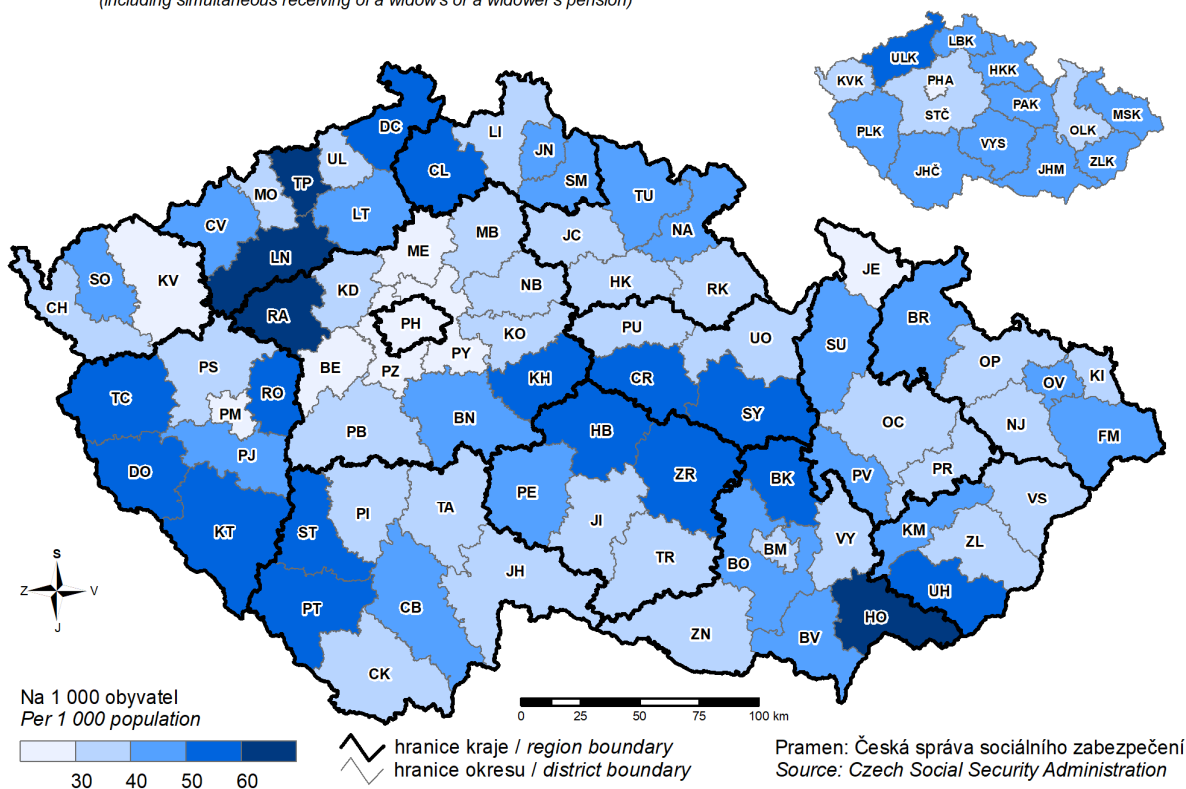 (including simultaneous receiving of a widow's or a widower's pension)
LBK
ULK
HKK
KVK
PHA
PAK
STČ
MSK
PLK
OLK
VYS
ZLK
JHČ
JHM
DC
LI
UL
JN
CL
SM
TP
MO
TU
LT
CV
NA
MB
JC
ME
LN
JE
SO
KV
HK
KD
NB
RK
CH
RA
PH
BR
PU
KO
UO
SU
PY
OP
PS
BE
PZ
KI
OV
KH
CR
RO
TC
PM
SY
BN
OC
NJ
PB
HB
FM
PJ
PR
DO
ZR
PV
BK
PE
VS
TA
PI
JI
ST
KT
KM
VY
ZL
BM
TR
BO
JH
UH
CB
PT
HO
ZN
BV
CK
S
Z V
J
Na 1 000 obyvatel
Per 1 000 population
30 40 50 60
0 25 50 75 100 km
hranice kraje / region boundary
hranice okresu / district boundary
Pramen: Česká správa sociálního zabezpečení
Source: Czech Social Security Administration